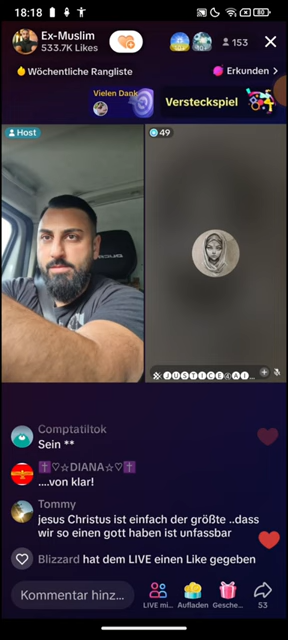 18:18
80
Ex-Muslim
533.7K Likes
153
Wöchentliche Rangliste
Erkunden >
Vielen Dank
Versteckspiel
Host
49
JUSTICE④AI...
Comptatiltok
Sein **
✝️♡☆DIANA☆♡✝️
....von klar!
Tommy
jesus Christus ist einfach der größte ..dass
wir so einen gott haben ist unfassbar
Blizzard hat dem LIVE einen Like gegeben
Kommentar hinz...
LIVE mi...
Aufladen
Gesche...
53